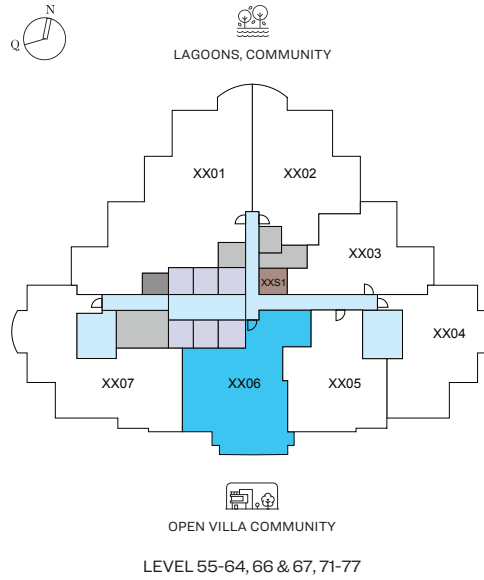 N
Q
LAGOONS, COMMUNITY
XX01
XX02
XX03
XXS1
XX04
XX07
XX06
XX05
OPEN VILLA COMMUNITY
LEVEL 55-64, 66 & 67, 71-77